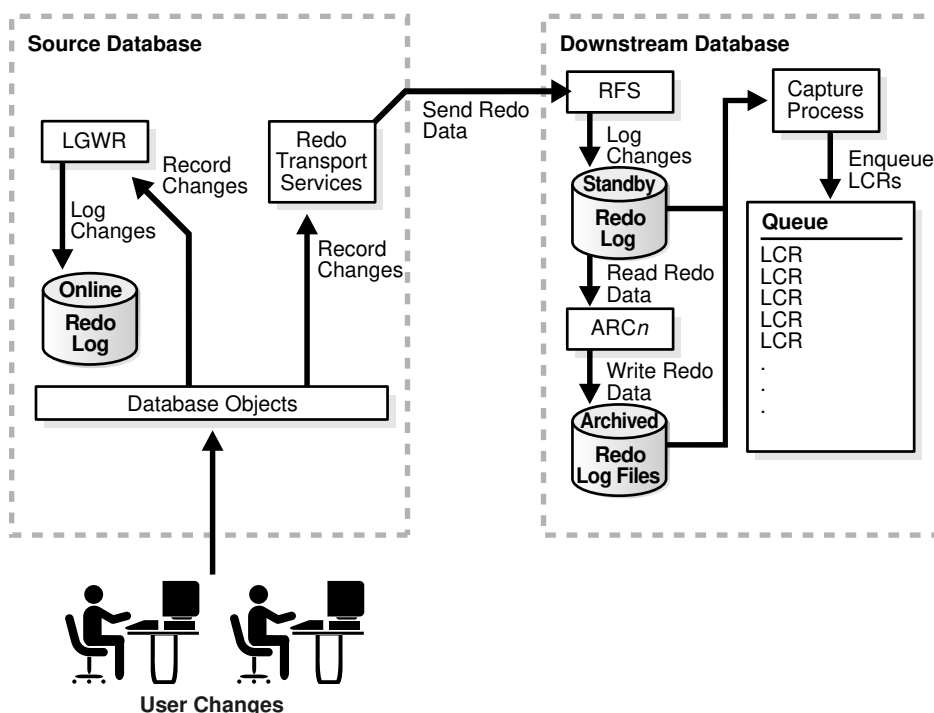 Source Database
LGWR
Record
Changes
Log
Changes
Online
Redo
Log
Redo
Transport
Services
Record
Changes
Database Objects
User Changes
Send Redo
Data
Downstream Database
RFS
Log
Changes
Standby
Redo
Log
Read Redo
Data
ARCn
Write Redo
Data
Archived
Redo
Log Files
Capture
Process
Enqueue
LCRs
Queue
LCR
LCR
LCR
LCR
LCR
.
.
.